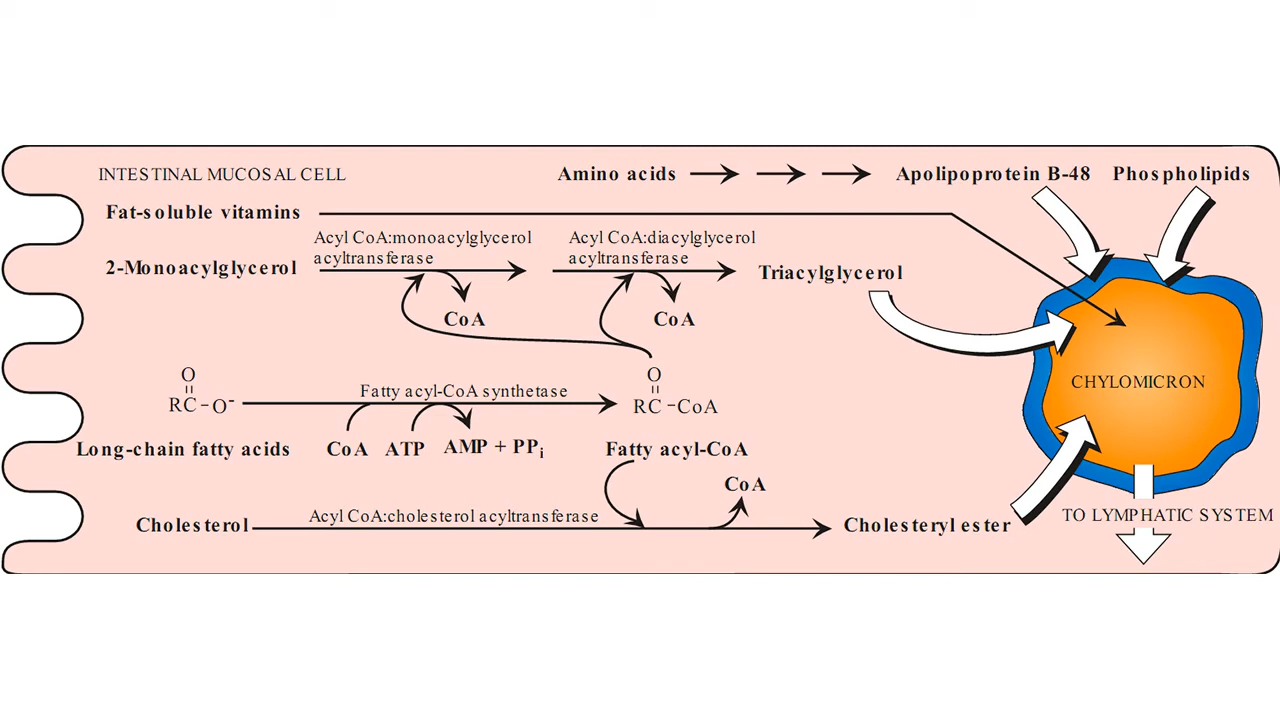 INTESTINAL MUCOSAL CELL
Amino acids
Apolipoprotein B-48
Phospholipids
Fat-soluble vitamins
Acyl CoA:monoacylglycerol
acyltransferase
Acyl CoA:diacylglycerol
acyltransferase
2-Monoacylglycerol
Triacylglycerol
CoA
CoA
O
RC-O-
Fatty acyl-CoA synthetase
O
RC-CoA
CHYLOMICRON
Long-chain fatty acids
CoA
ATP
AMP + PPi
Fatty acyl-CoA
CoA
Cholesterol
Acyl CoA:cholesterol acyltransferase
Cholesteryl ester
TO LYMPHATIC SYSTEM